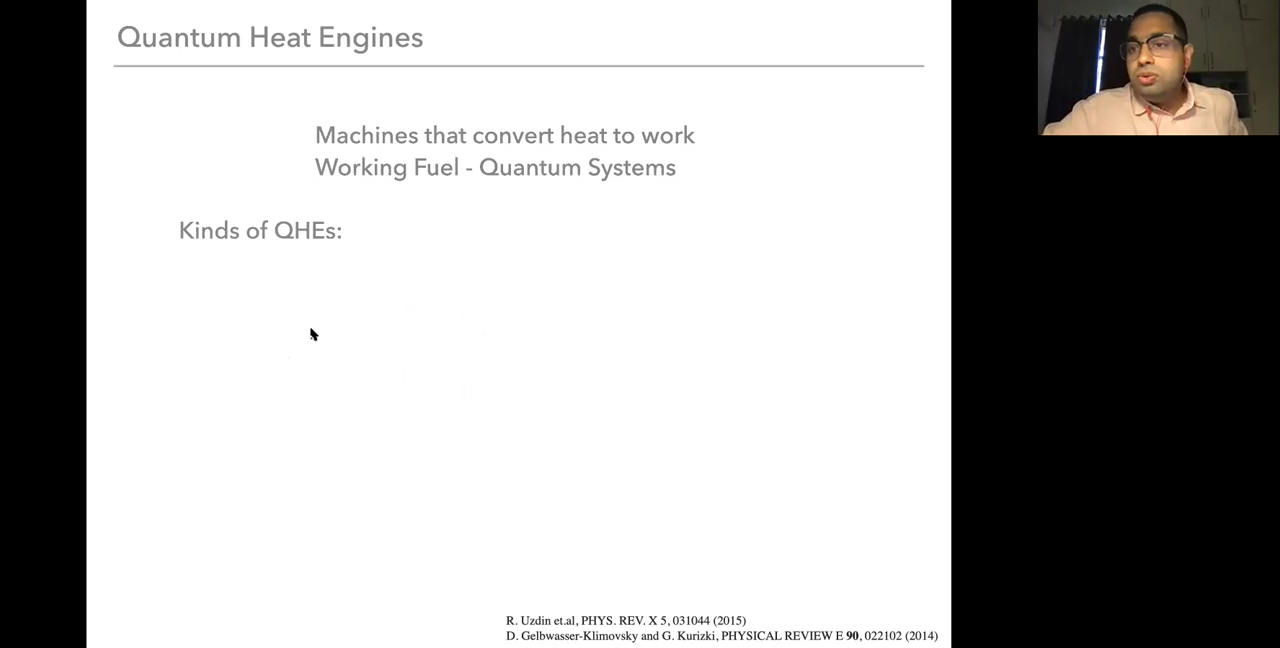 Quantum Heat Engines
Machines that convert heat to work
Working Fuel - Quantum Systems
Kinds of QHEs:
R. Uzdin et.al, PHYS. REV. X 5, 031044 (2015)
D. Gelbwasser-Klimovsky and G. Kurizki, PHYSICAL REVIEW E 90, 022102 (2014)